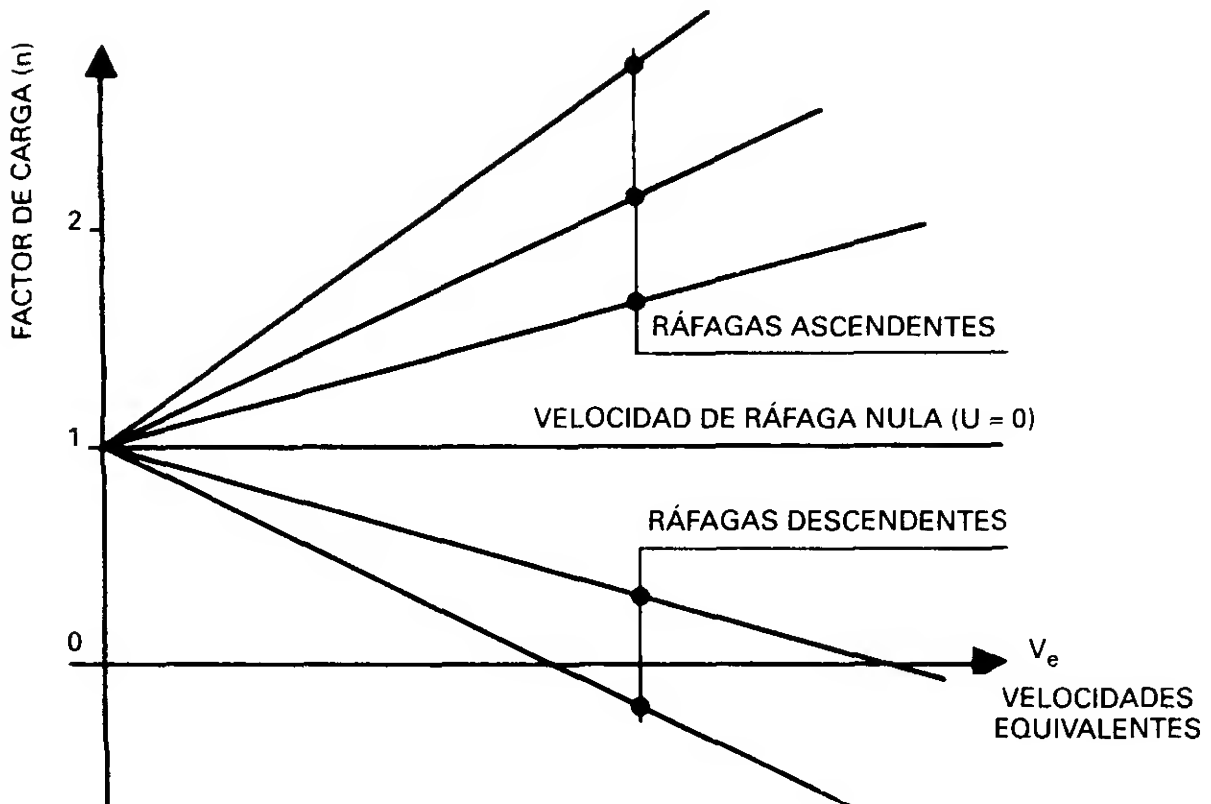 FACTOR DE CARGA (n)
2
RÁFAGAS ASCENDENTES
VELOCIDAD DE RÁFAGA NULA (U = 0)
1
RÁFAGAS DESCENDENTES
0
Ve
VELOCIDADES
EQUIVALENTES